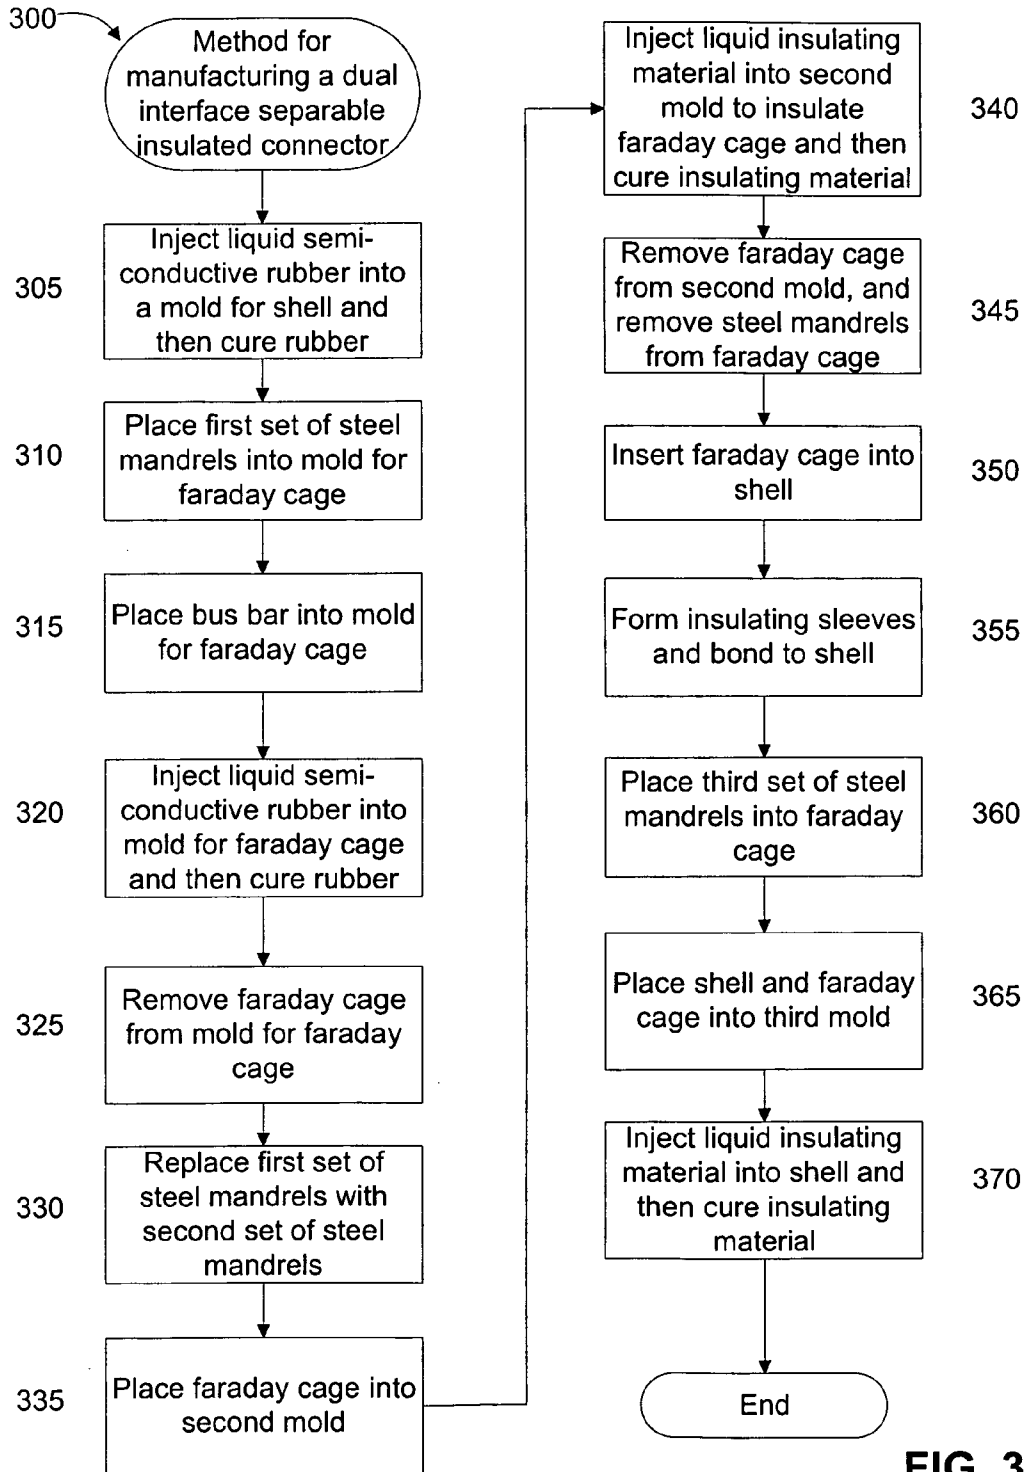 300
Method for
manufacturing a dual
interface separable
insulated connector
305
Inject liquid semi-
conductive rubber into
a mold for shell and
then cure rubber
310
Place first set of steel
mandrels into mold for
faraday cage
315
Place bus bar into mold
for faraday cage
320
Inject liquid semi-
conductive rubber into
mold for faraday cage
and then cure rubber
325
Remove faraday cage
from mold for faraday
cage
330
Replace first set of
steel mandrels with
second set of steel
mandrels
335
Place faraday cage into
second mold
Inject liquid insulating
material into second
mold to insulate
faraday cage and then
cure insulating material
340
Remove faraday cage
from second mold, and
remove steel mandrels
from faraday cage
345
Insert faraday cage into
shell
350
Form insulating sleeves
and bond to shell
355
Place third set of steel
mandrels into faraday
cage
360
Place shell and faraday
cage into third mold
365
Inject liquid insulating
material into shell and
then cure insulating
material
370
End
FIG. 3